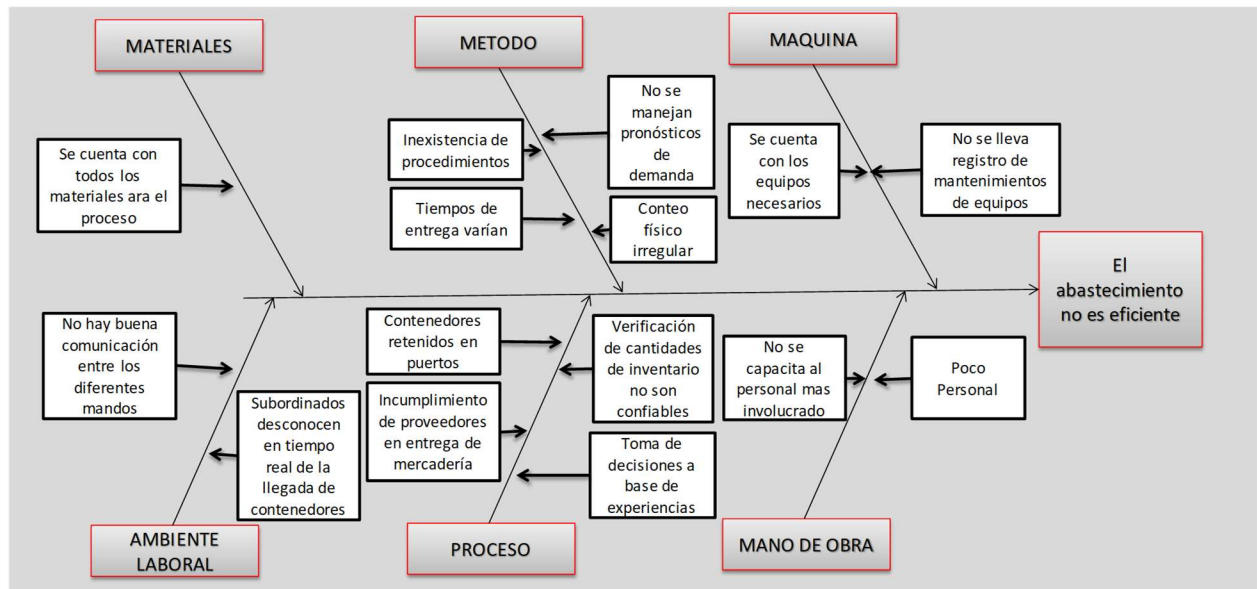 MATERIALES
METODO
MAQUINA
Se cuenta con
todos los
materiales ara el
proceso
Inexistencia de
procedimientos
No se
manejan
pronósticos
de
demanda
Tiempos de
entrega varían
Conteo
físico
irregular
Se cuenta
con los
equipos
necesarios
No se lleva
registro de
mantenimientos
de equipos
El
abastecimiento
no es eficiente
No hay buena
comunicación
entre los
diferentes
mandos
Subordinados
desconocen
en tiempo
real de la
llegada de
contenedores
Contenedores
retenidos en
puertos
Incumplimiento
de proveedores
en entrega de
mercadería
Verificación
de cantidades
de inventario
no son
confiables
Toma de
decisiones a
base de
experiencias
No se
capacita al
personal mas
involucrado
Poco
Personal
AMBIENTE
LABORAL
PROCESO
MANO DE OBRA